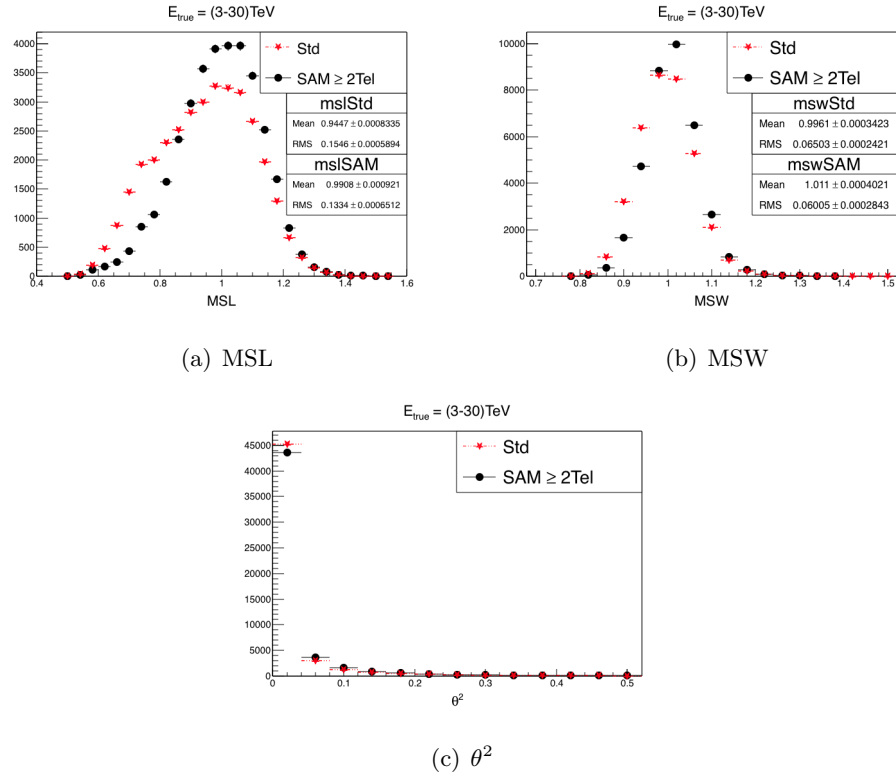 E_true = (3-30)TeV
4000
3500
3000
2500
2000
1500
1000
500
0
Std
SAM ≥ 2Tel
mslStd
Mean 0.9447 ± 0.0008335
RMS 0.1546 ± 0.0005894
mslSAM
Mean 0.9908 ± 0.000921
RMS 0.1334 ± 0.0006512
0.4 0.6 0.8 1 1.2 1.4 1.6
MSL
(a) MSL
E_true = (3-30)TeV
10000
8000
6000
4000
2000
0
Std
SAM ≥ 2Tel
mswStd
Mean 0.9961 ± 0.0003423
RMS 0.06503 ± 0.0002421
mswSAM
Mean 1.011 ± 0.0004021
RMS 0.06005 ± 0.0002843
0.7 0.8 0.9 1 1.1 1.2 1.3 1.4 1.5
MSW
(b) MSW
E_true = (3-30)TeV
45000
40000
35000
30000
25000
20000
15000
10000
5000
0
Std
SAM ≥ 2Tel
0 0.1 0.2 0.3 0.4 0.5
θ²
(c) θ²